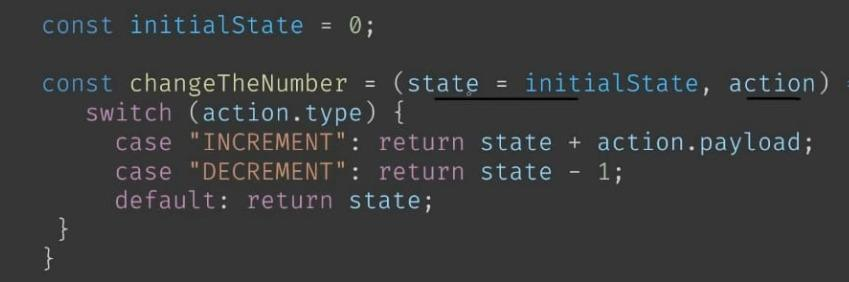 const initialState = 0;
const changeTheNumber = (state = initialState, action) =
switch (action.type) {
case "INCREMENT": return state + action.payload;
case "DECREMENT": return state - 1;
default: return state;
}
}